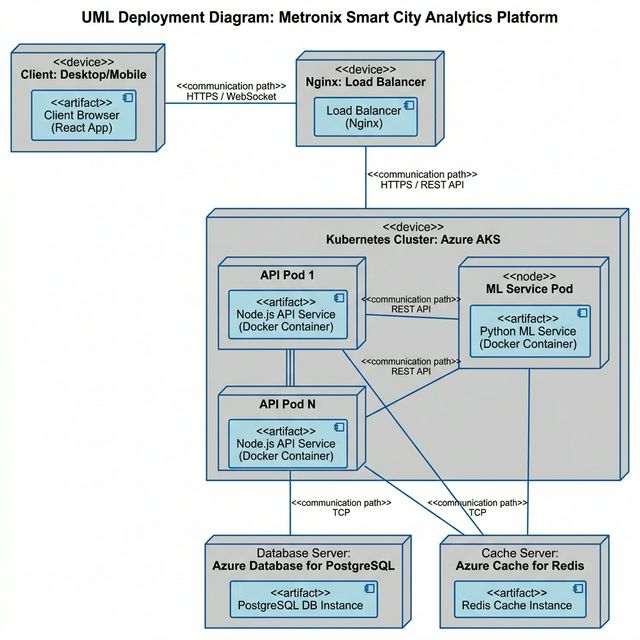 UML Deployment Diagram: Metronix Smart City Analytics Platform
<<device>>
Client: Desktop/Mobile
<<artifact>>
Client Browser
(React App)
<<communication path>>
HTTPS / WebSocket
<<device>>
Nginx: Load Balancer
Load Balancer
(Nginx)
<<communication path>>
HTTPS / REST API
<<device>>
Kubernetes Cluster: Azure AKS
API Pod 1
<<artifact>>
Node.js API Service
(Docker Container)
<<communication path>>
REST API
<<node>>
ML Service Pod
<<artifact>>
Python ML Service
(Docker Container)
<<communication path>>
REST API
API Pod N
<<artifact>>
Node.js API Service
(Docker Container)
<<communication path>>
TCP
<<communication path>>
TCP
Database Server:
Azure Database for PostgreSQL
<<artifact>>
PostgreSQL DB Instance
Cache Server:
Azure Cache for Redis
<<artifact>>
Redis Cache Instance